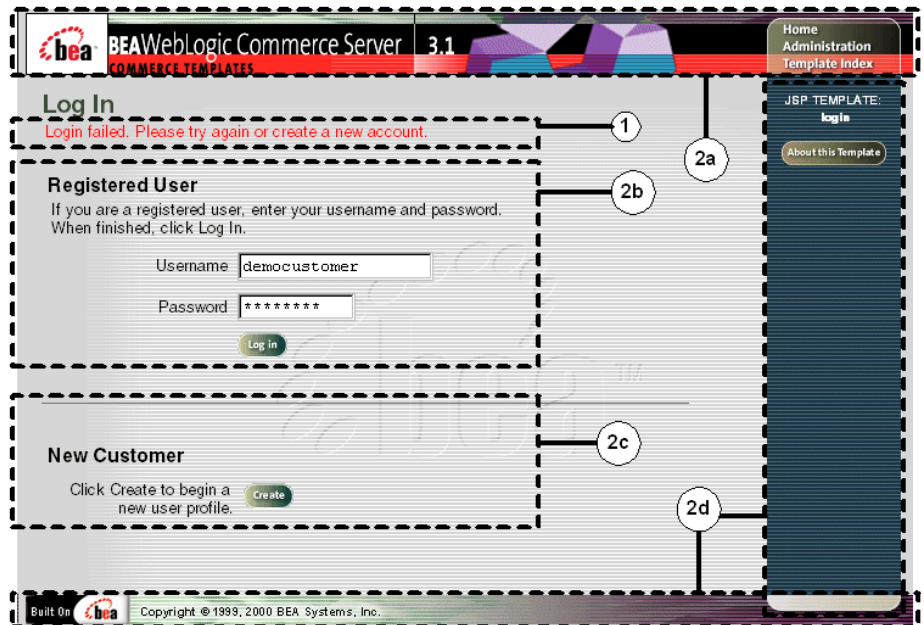 bea BEAWebLogic Commerce Server 3.1
COMMERCE TEMPLATES
Home
Administration
Template Index
Log In
Login failed. Please try again or create a new account.
1
2a
JSP TEMPLATE:
login
About this Template
Registered User
If you are a registered user, enter your username and password.
When finished, click Log In.
2b
Username democustomer
Password ********
Log in
bea TM
2c
New Customer
Click Create to begin a
new user profile.
Create
2d
Built On bea Copyright © 1999, 2000 BEA Systems, Inc.